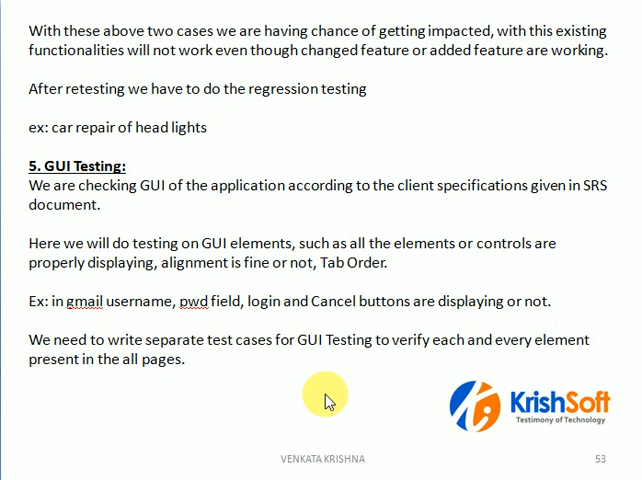 With these above two cases we are having chance of getting impacted, with this existing
functionalities will not work even though changed feature or added feature are working.
After retesting we have to do the regression testing
ex: car repair of head lights
5. GUI Testing:
We are checking GUI of the application according to the client specifications given in SRS
document.
Here we will do testing on GUI elements, such as all the elements or controls are
properly displaying, alignment is fine or not, Tab Order.
Ex: in gmail username, pwd field, login and Cancel buttons are displaying or not.
We need to write separate test cases for GUI Testing to verify each and every element
present in the all pages.
KrishSoft
Testimony of Technology
VENKATA KRISHNA
53